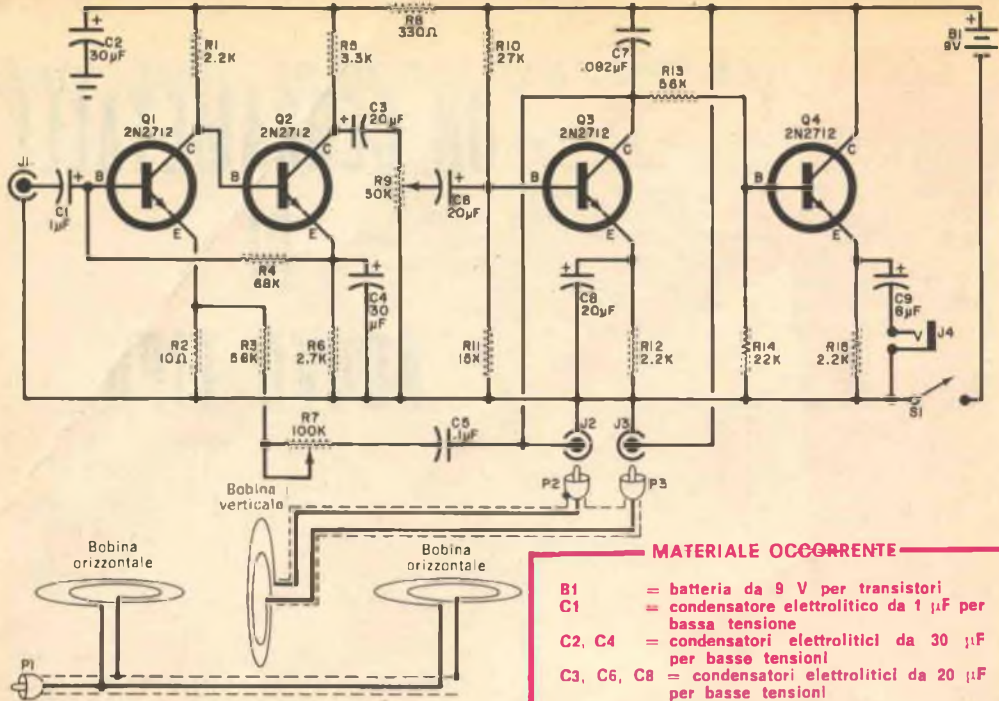 C2
30µF
R1
2.2K
R5
3.3K
R8
330Ω
C3
20µF
R10
27K
C7
.082µF
R13
56K
B1
9V
Q1
2N2712
Q2
2N2712
Q3
2N2712
Q4
2N2712
C
B
E
C
B
E
C
B
E
C
B
E
J1
C1
1µF
R9
50K
C6
20µF
R4
68K
C4
30
µF
C8
20µF
C9
6µF
J4
R2
10Ω
R3
56K
R6
2.7K
R11
15K
R12
2.2K
R14
22K
R15
2.2K
S1
R7
100K
C5
.1µF
J2
J3
P2
P3
Bobina
verticale
Bobina
orizzontale
Bobina
orizzontale
P1
MATERIALE OCCORRENTE
B1 = batteria da 9 V per transistori
C1 = condensatore elettrolitico da 1 µF per
bassa tensione
C2, C4 = condensatori elettrolitici da 30 µF
per basse tensioni
C3, C6, C8 = condensatori elettrolitici da 20 µF
per basse tensioni